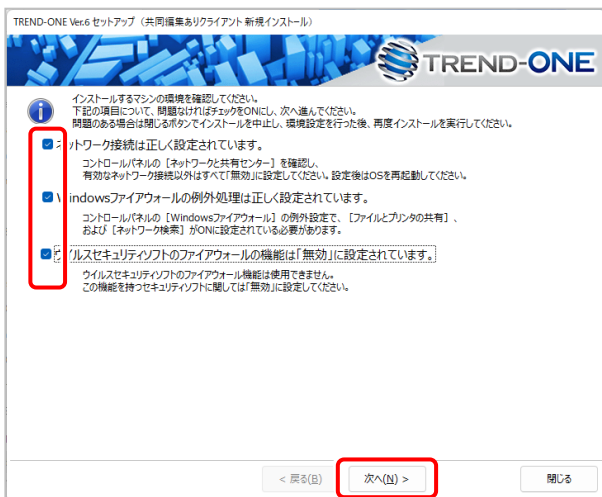 TREND-ONE Ver.6 セットアップ（共同編集ありクライアント 新規インストール）
TREND-ONE
インストールするマシンの環境を確認してください。
下記の項目について、問題なければチェックをONにし、次へ進んでください。
問題のある場合は閉じるボタンでインストールを中止し、環境設定を行った後、再度インストールを実行してください。
ネットワーク接続は正しく設定されています。
コントロールパネルの［ネットワークと共有センター］を確認し、
有効なネットワーク接続以外はすべて「無効」に設定してください。設定後はOSを再起動してください。
Windowsファイアウォールの例外処理は正しく設定されています。
コントロールパネルの［Windowsファイアウォール］の例外設定で、［ファイルとプリンタの共有］、
および［ネットワーク検索］がONに設定されている必要があります。
ウイルスセキュリティソフトのファイアウォールの機能は「無効」に設定されています。
ウイルスセキュリティソフトのファイアウォール機能は使用できません。
この機能を持つセキュリティソフトに関しては「無効」に設定してください。
< 戻る(B)
次へ(N) >
閉じる